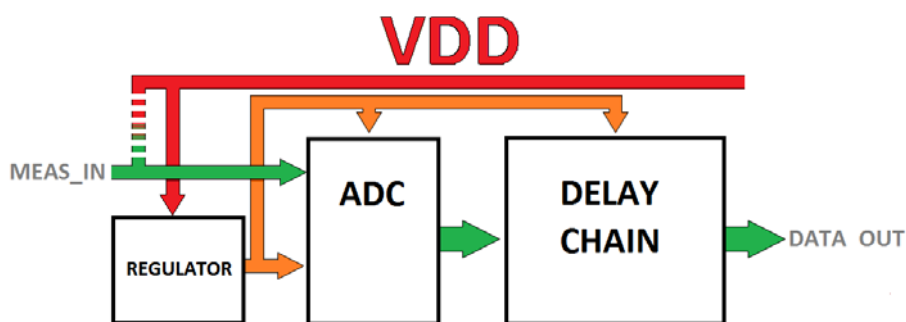 VDD
MEAS_IN
ADC
DELAY
CHAIN
REGULATOR
DATA OUT